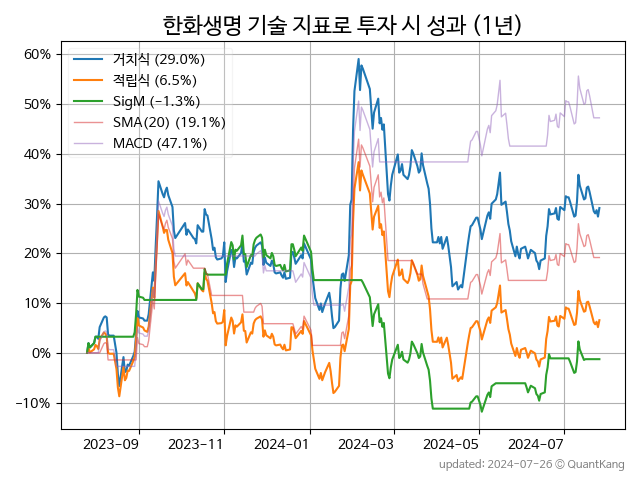 한화생명 기술 지표로 투자 시 성과 (1년)
60%
50%
40%
30%
20%
10%
0%
−10%
거치식 (29.0%)
적립식 (6.5%)
SigM (−1.3%)
SMA(20) (19.1%)
MACD (47.1%)
2023-09 2023-11 2024-01 2024-03 2024-05 2024-07
updated: 2024-07-26 © QuantKang